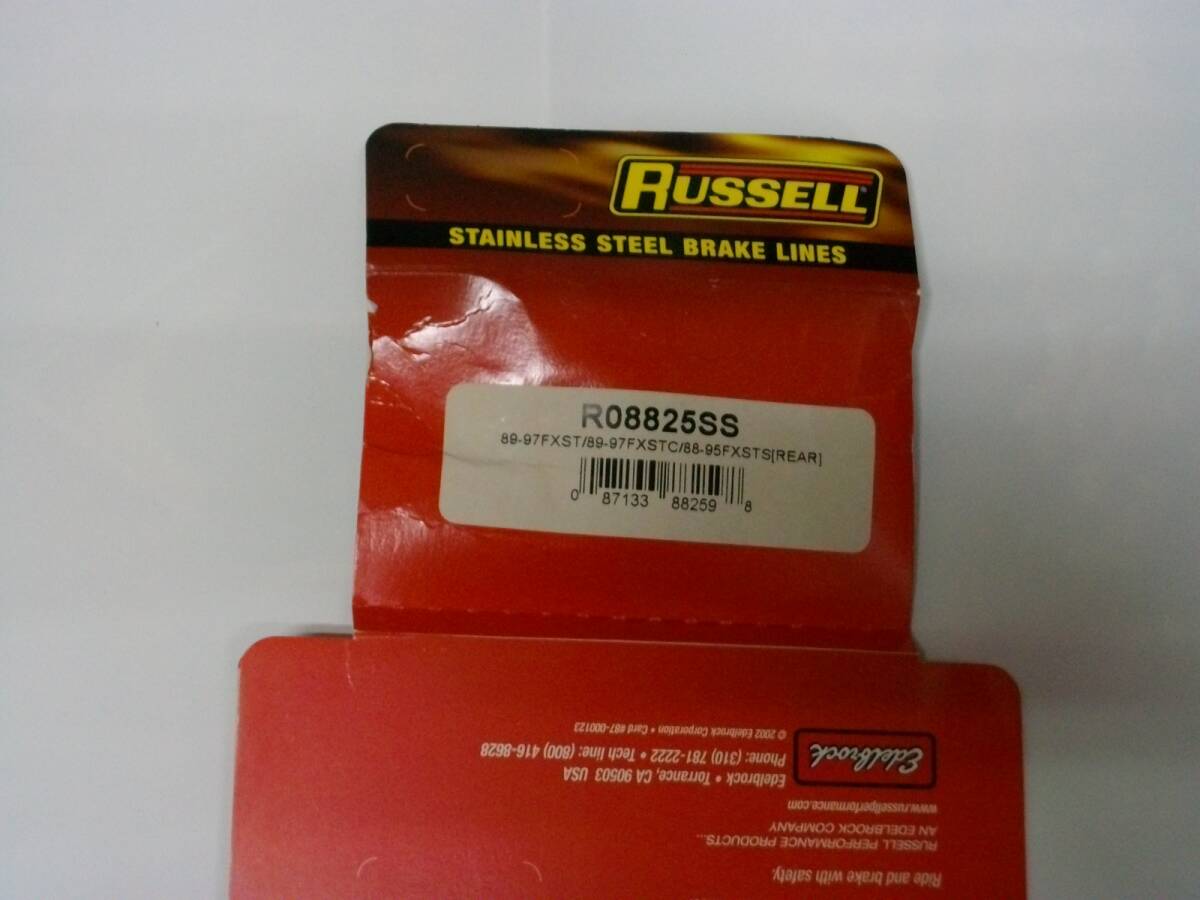 RUSSELL
STAINLESS STEEL BRAKE LINES
R08825SS
89-97FXST/89-97FXSTC/88-95FXSTS[REAR]
0 87133 88259 8
Ride and brake with safety.
RUSSELL PERFORMANCE PRODUCTS...
AN EDELBROCK COMPANY
www.russellperformance.com
Edelbrock
Edelbrock • Torrance, CA 90503 USA
Phone: (310) 781-2222 • Tech line: (800) 416-8628
© 2002 Edelbrock Corporation • Card #87-000123